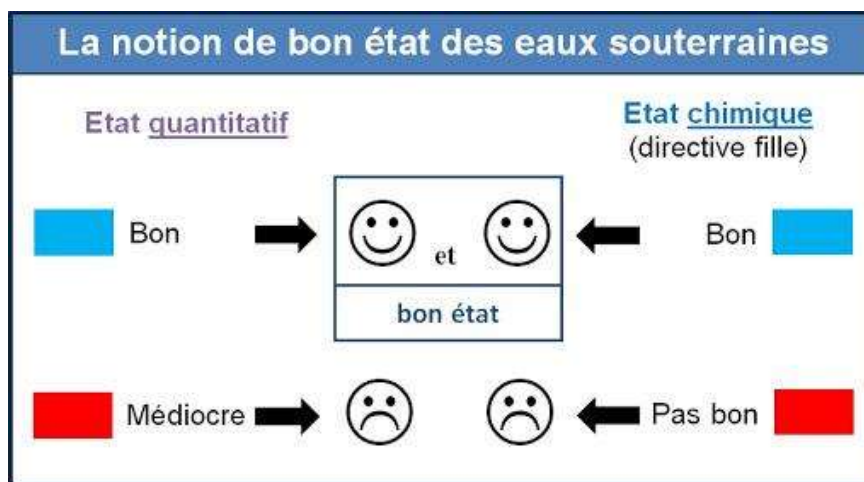 La notion de bon état des eaux souterraines
Etat quantitatif
Etat chimique
(directive fille)
Bon
et
Bon
bon état
Médiocre
Pas bon